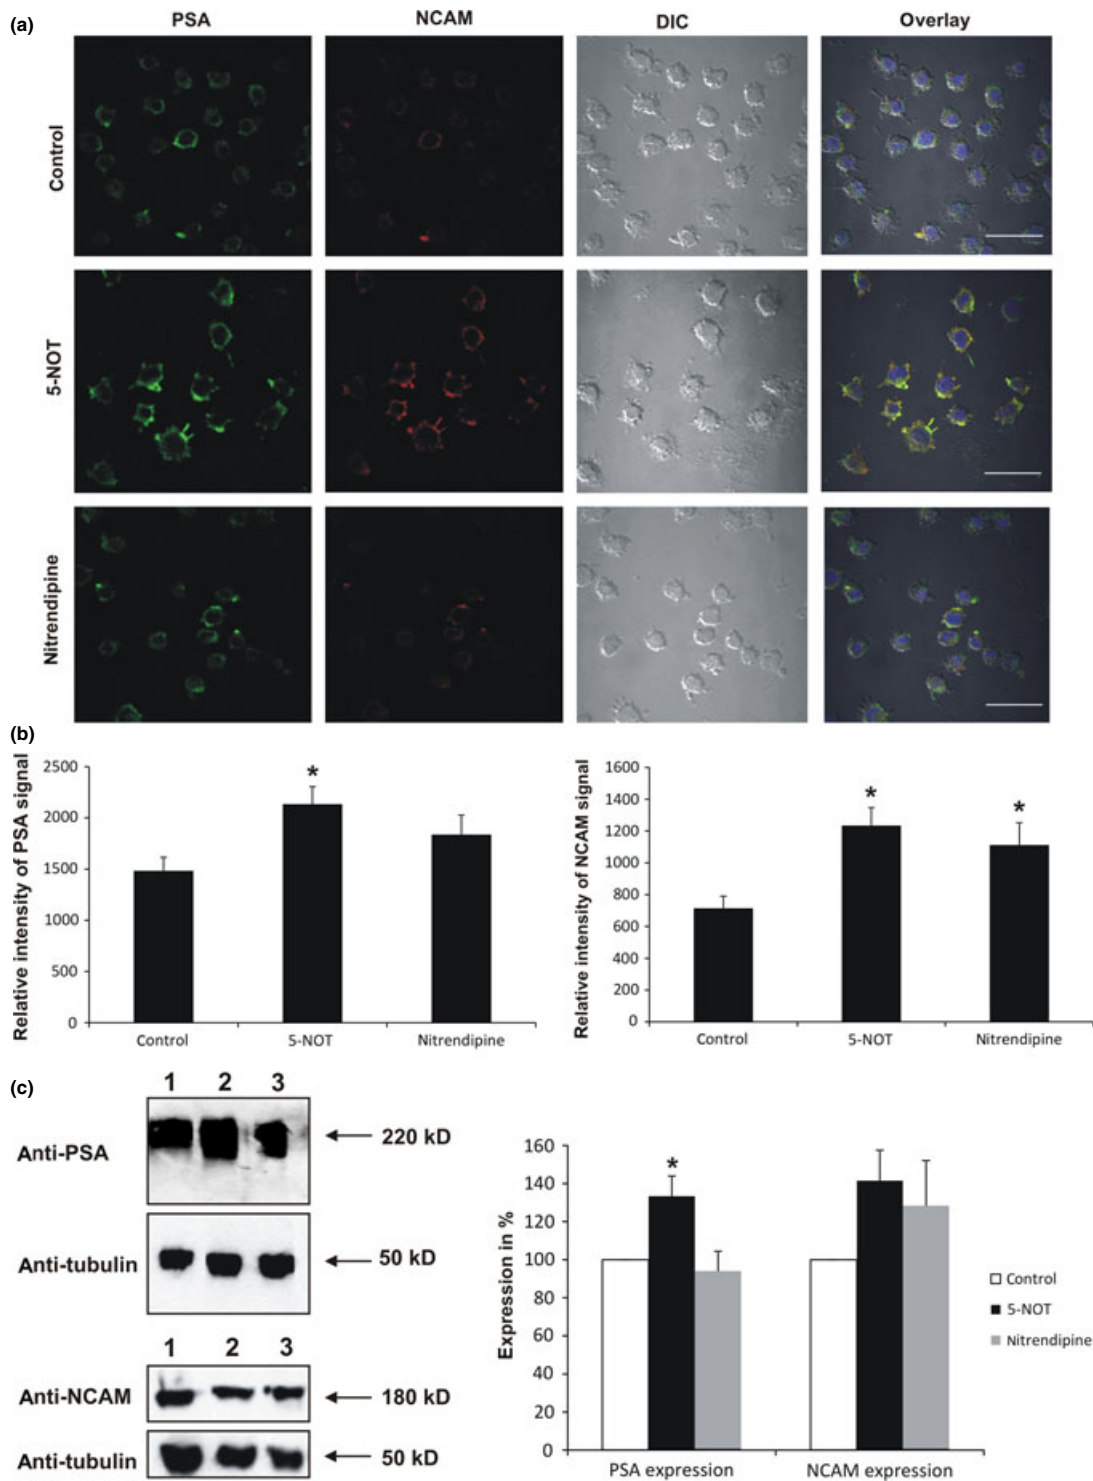 (a)
PSA NCAM DIC Overlay
Control
5-NOT
Nitrendipine
(b)
Relative intensity of PSA signal
2500
2000
1500
1000
500
0
Control 5-NOT Nitrendipine
*
Relative intensity of NCAM signal
1600
1400
1200
1000
800
600
400
200
0
Control 5-NOT Nitrendipine
* *
(c)
1 2 3
Anti-PSA 220 kD
Anti-tubulin 50 kD
1 2 3
Anti-NCAM 180 kD
Anti-tubulin 50 kD
Expression in %
160
140
120
100
80
60
40
20
0
*
PSA expression NCAM expression
Control
5-NOT
Nitrendipine